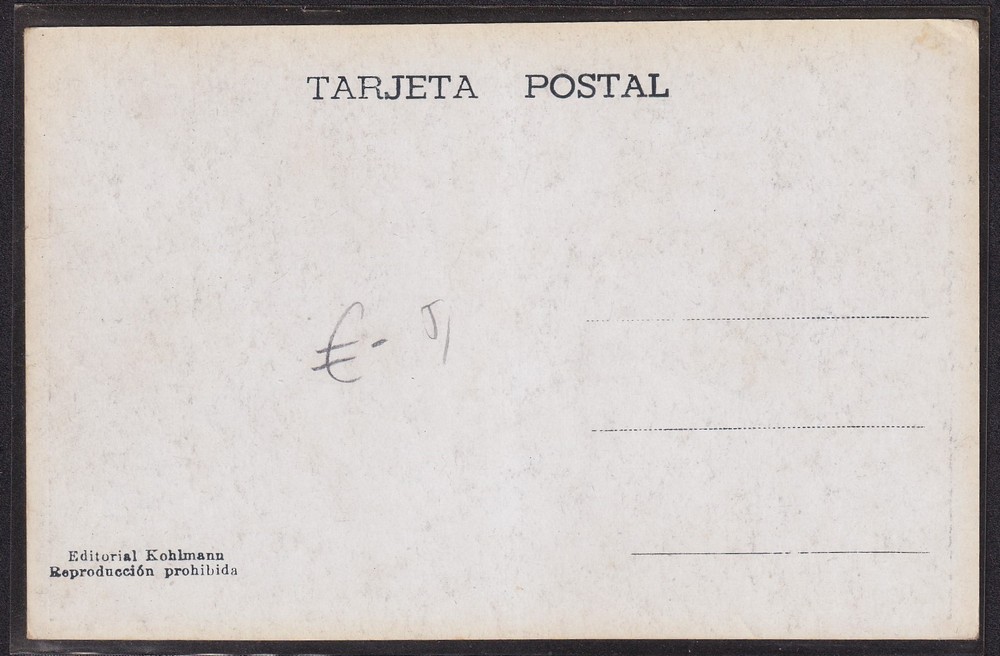 TARJETA POSTAL
€-
Editorial Kohlmann
Reproducción prohibida